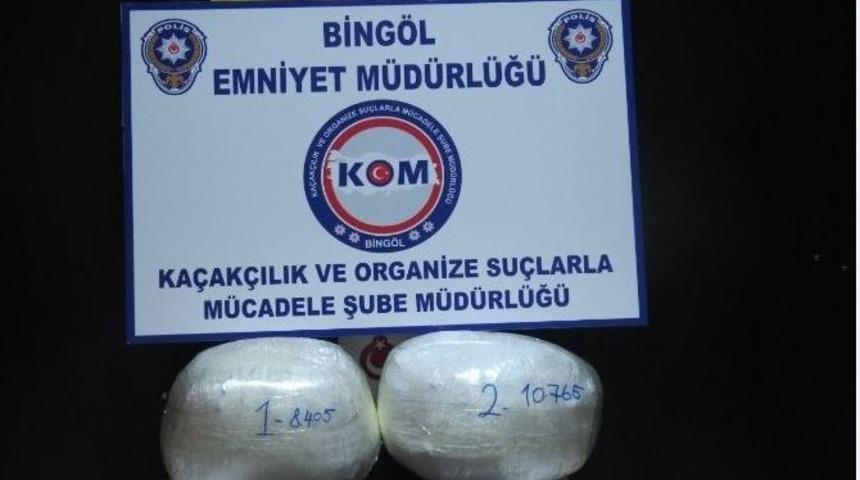 BİNGÖL
EMNİYET MÜDÜRLÜĞÜ
POLİS
POLİS
KAÇAKÇILIK VE ORGANİZE SUÇLARLA MÜCADELE ŞUBE MÜDÜRLÜĞÜ
KOM
BİNGÖL
KAÇAKÇILIK VE ORGANİZE SUÇLARLA
MÜCADELE ŞUBE MÜDÜRLÜĞÜ
1-8405
2-10765